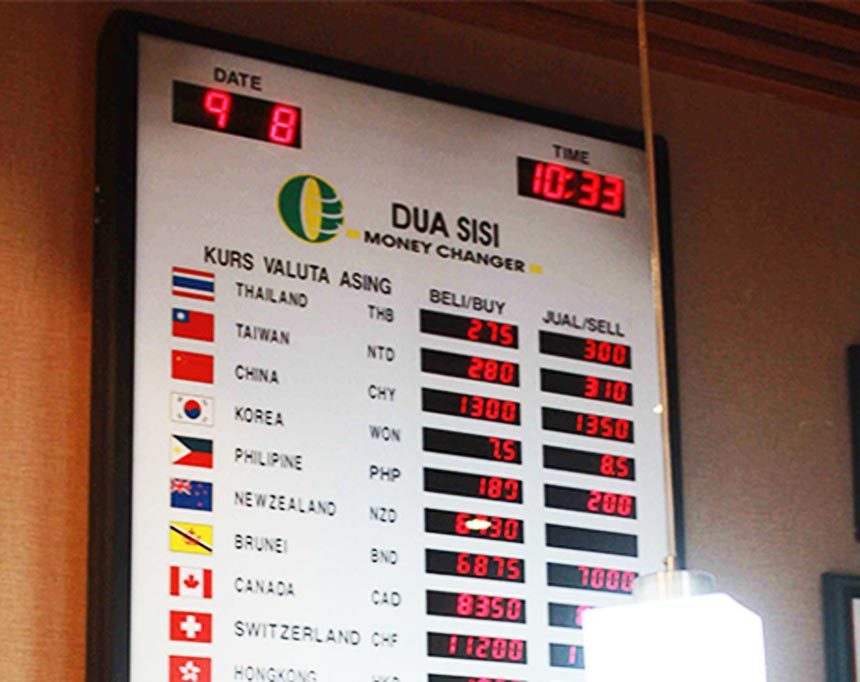 DATE
9 8
TIME
10:33
DUA SISI
MONEY CHANGER
KURS VALUTA ASING BELI/BUY JUAL/SELL
THAILAND THB 275 300
TAIWAN NTD 280 310
CHINA CHY 1300 1350
KOREA WON 7.5 8.5
PHILIPINE PHP 180 200
NEWZEALAND NZD
BRUNEI BND 6875 7000
CANADA CAD 8350
SWITZERLAND CHF 11200
HONGKONG HKD